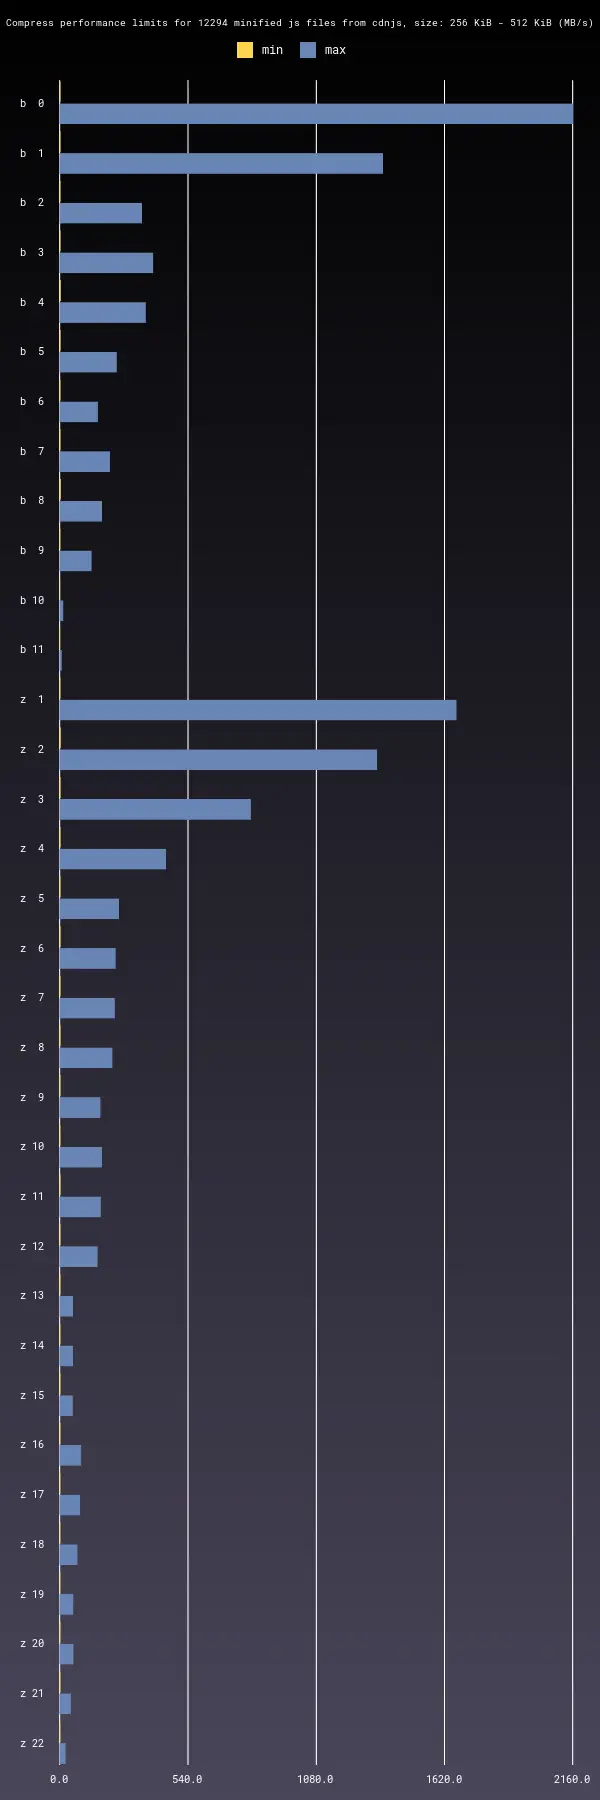 Compress performance limits for 12294 minified js files from cdnjs, size: 256 KiB - 512 KiB (MB/s)
min max
b 0
b 1
b 2
b 3
b 4
b 5
b 6
b 7
b 8
b 9
b 10
b 11
z 1
z 2
z 3
z 4
z 5
z 6
z 7
z 8
z 9
z 10
z 11
z 12
z 13
z 14
z 15
z 16
z 17
z 18
z 19
z 20
z 21
z 22
0.0 540.0 1080.0 1620.0 2160.0